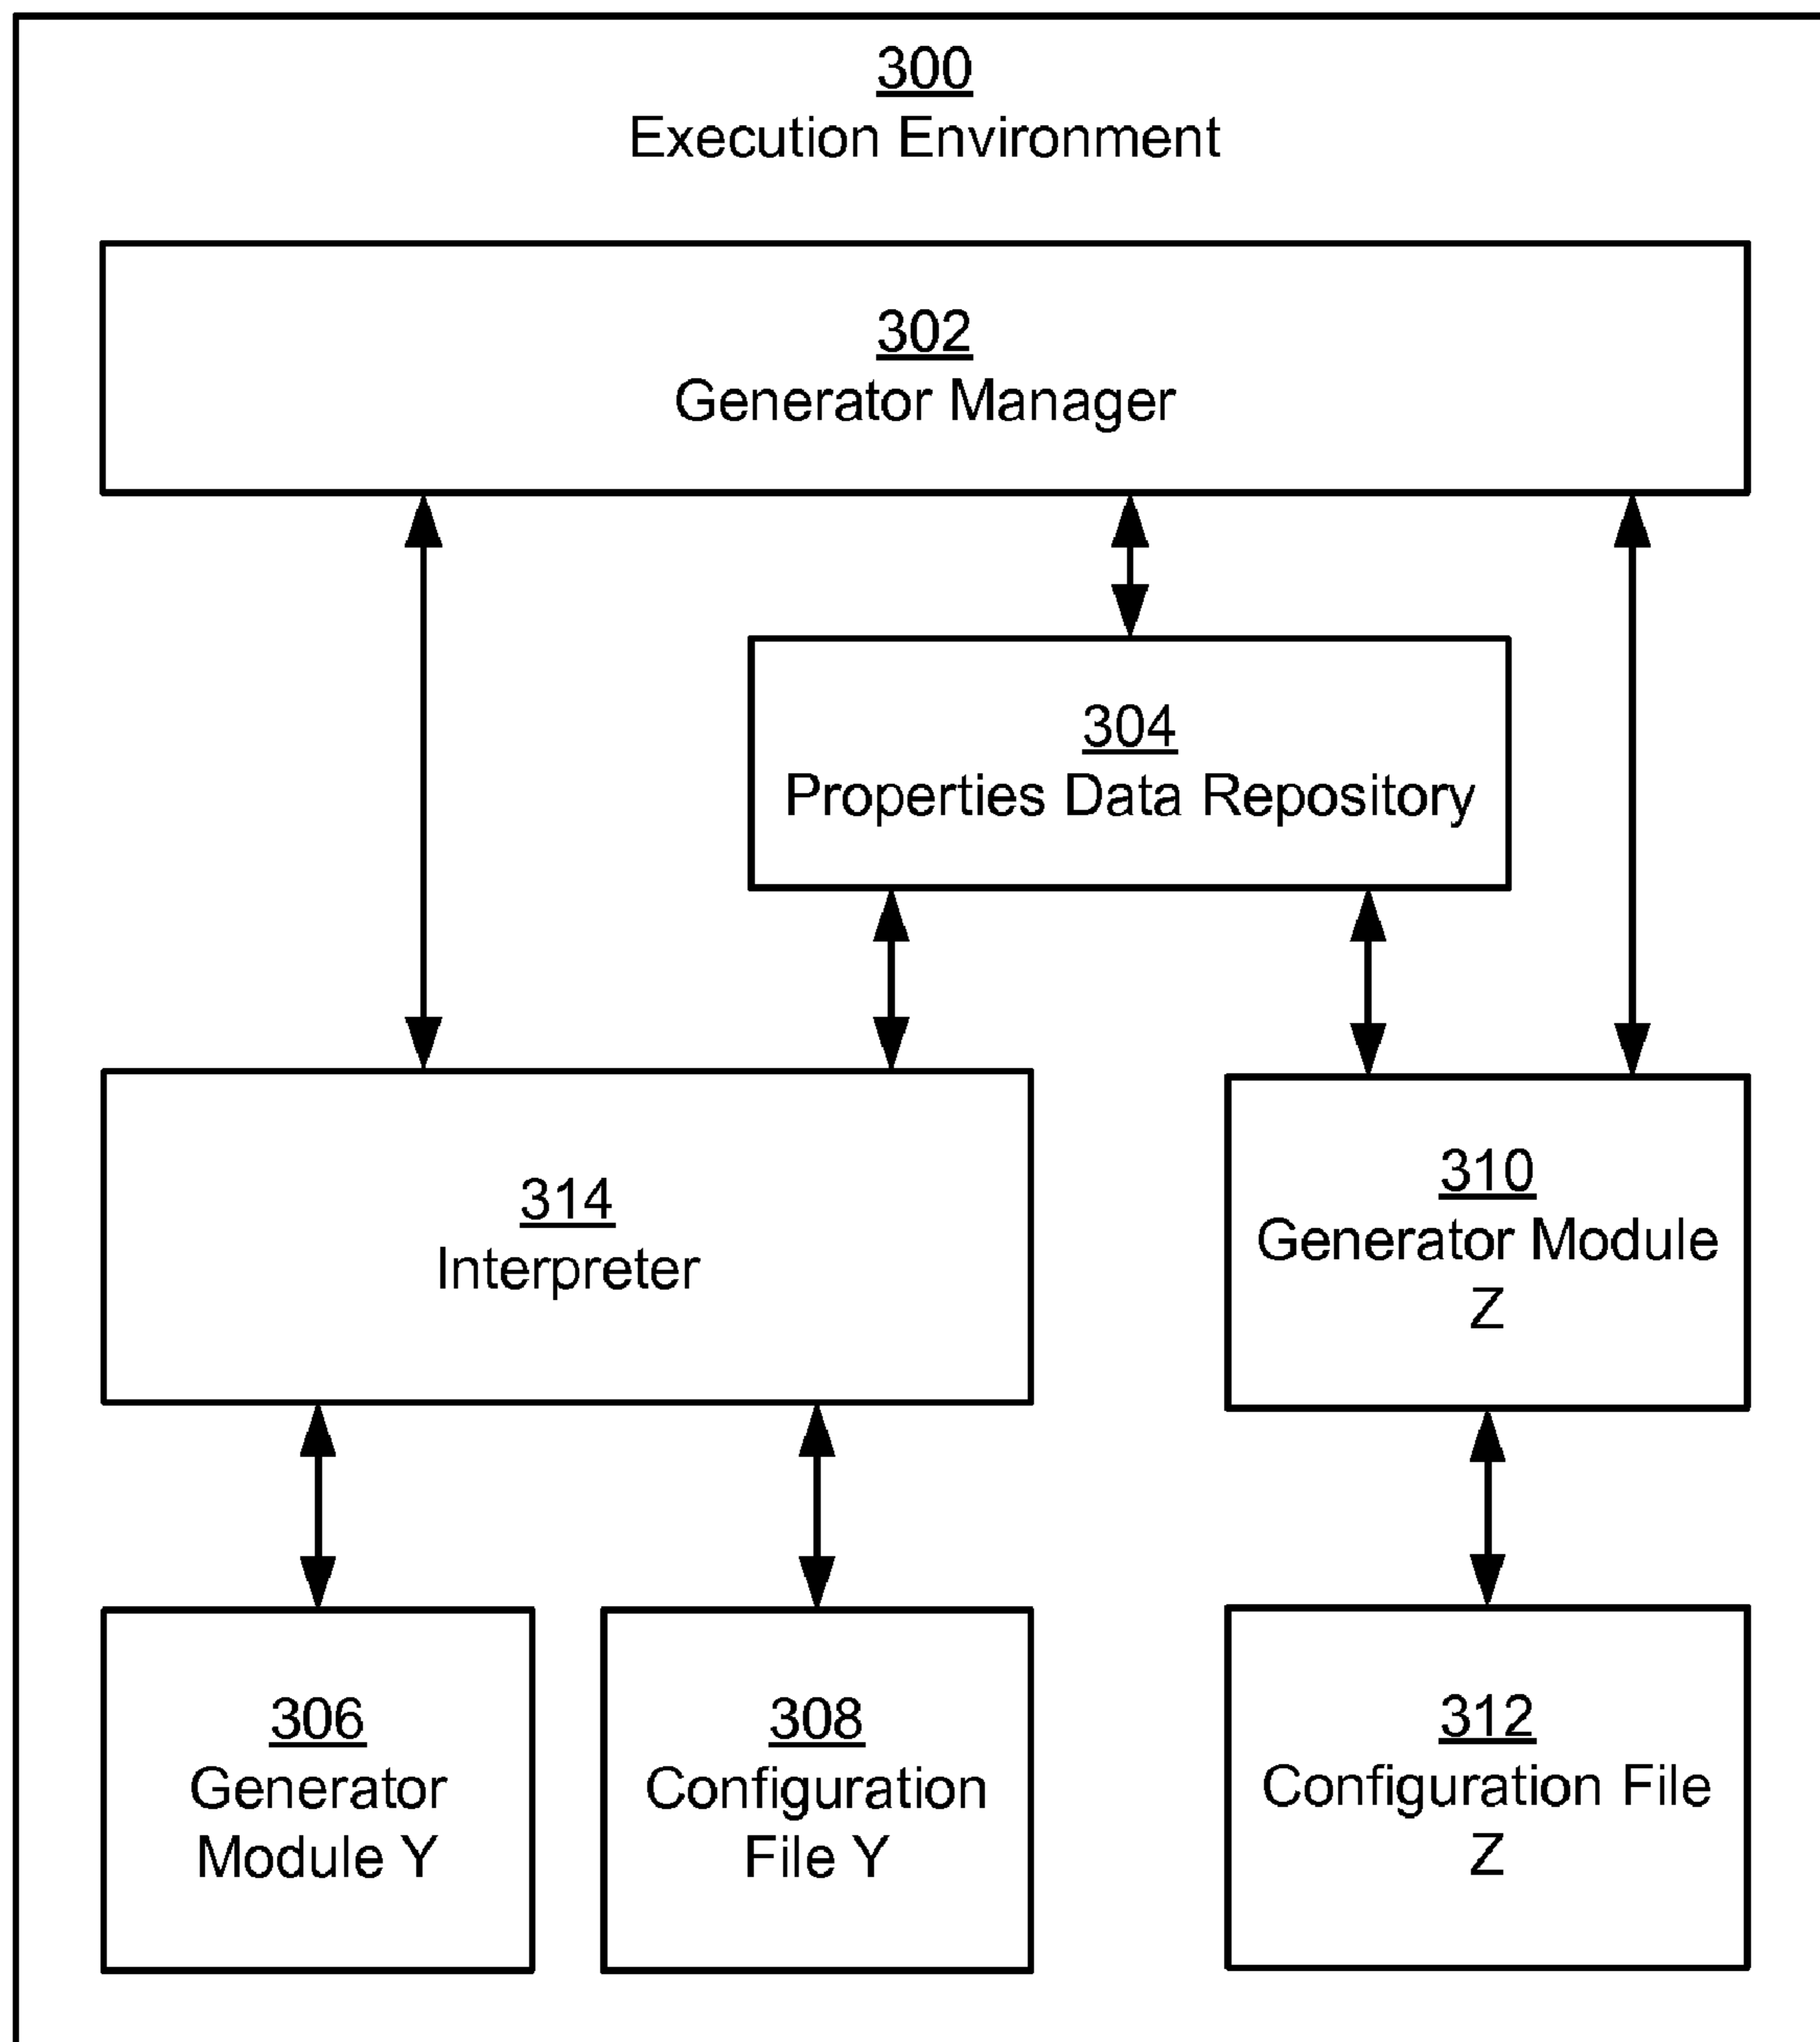 300
Execution Environment
302
Generator Manager
304
Properties Data Repository
314
Interpreter
310
Generator Module
Z
306
Generator
Module Y
308
Configuration
File Y
312
Configuration File
Z